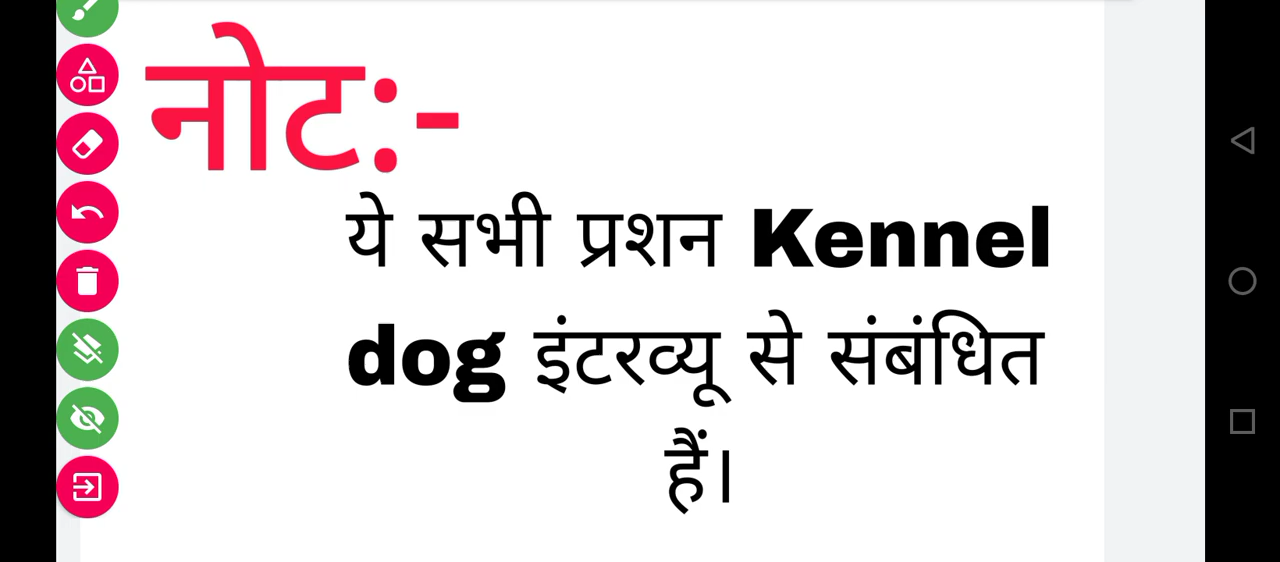 नोट:-
ये सभी प्रशन Kennel
dog इंटरव्यू से संबंधित
हैं।